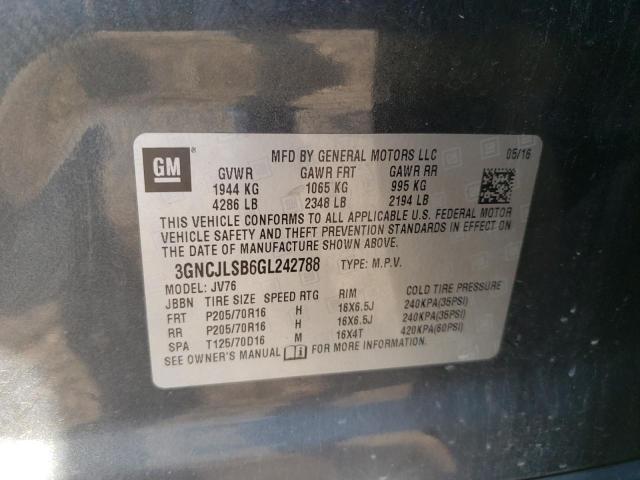 GM
MFD BY GENERAL MOTORS LLC 05/16
GVWR GAWR FRT GAWR RR
1944 KG 1065 KG 995 KG
4286 LB 2348 LB 2194 LB
THIS VEHICLE CONFORMS TO ALL APPLICABLE U.S. FEDERAL MOTOR
VEHICLE SAFETY AND THEFT PREVENTION STANDARDS IN EFFECT ON
THE DATE OF MANUFACTURE SHOWN ABOVE.
3GNCJLSB6GL242788 TYPE: M.P.V.
MODEL: JV76
JBBN TIRE SIZE SPEED RTG RIM COLD TIRE PRESSURE
FRT P205/70R16 H 16X6.5J 240KPA(35PSI)
RR P205/70R16 H 16X6.5J 240KPA(35PSI)
SPA T125/70D16 M 16X4T 420KPA(60PSI)
SEE OWNER'S MANUAL FOR MORE INFORMATION.